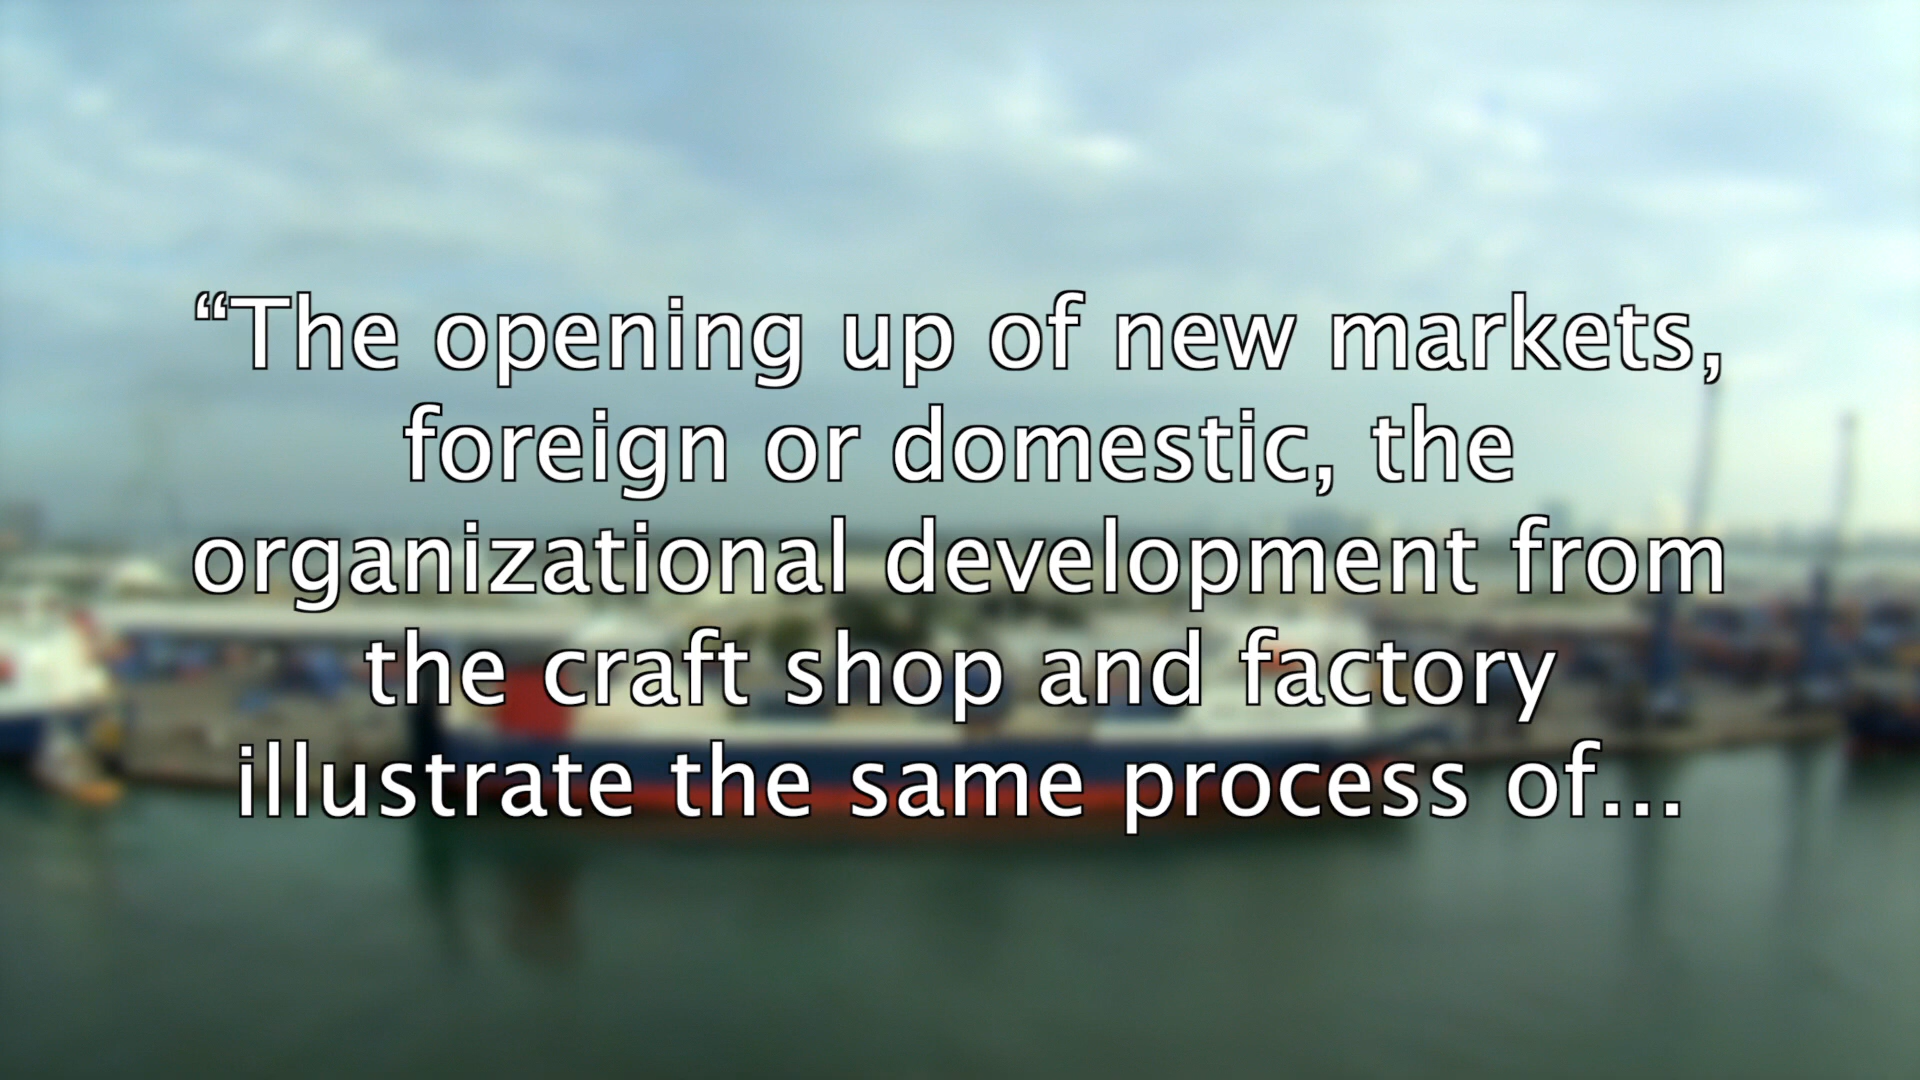 “The opening up of new markets,
foreign or domestic, the
organizational development from
the craft shop and factory
illustrate the same process of...